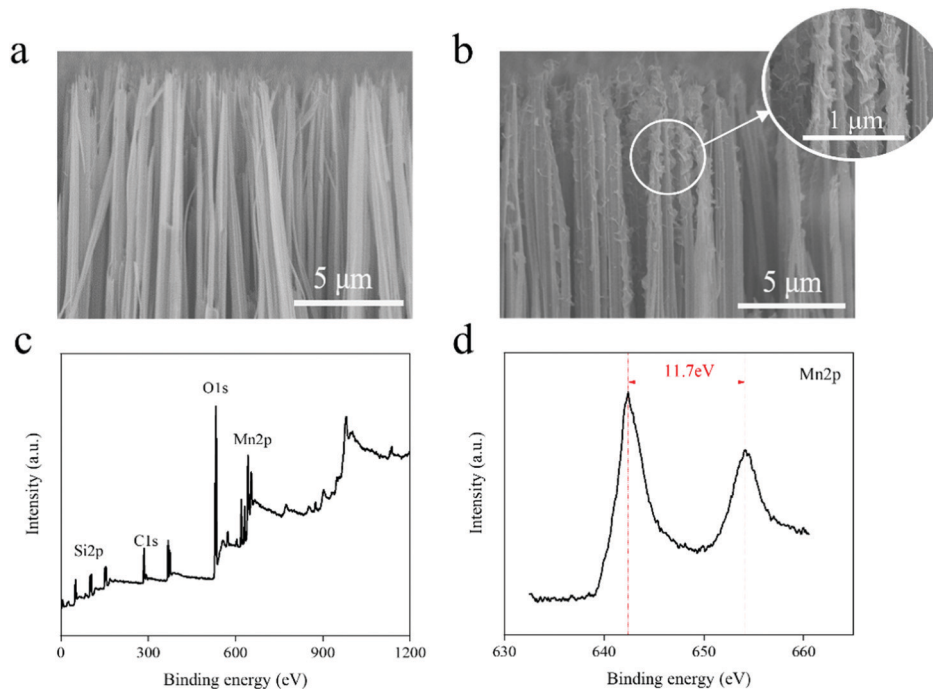 a
5 μm
b
1 μm
5 μm
c
O1s
Mn2p
Si2p
C1s
Intensity (a.u.)
0
300
600
900
1200
Binding energy (eV)
d
11.7eV
Mn2p
Intensity (a.u.)
630
640
650
660
Binding energy (eV)